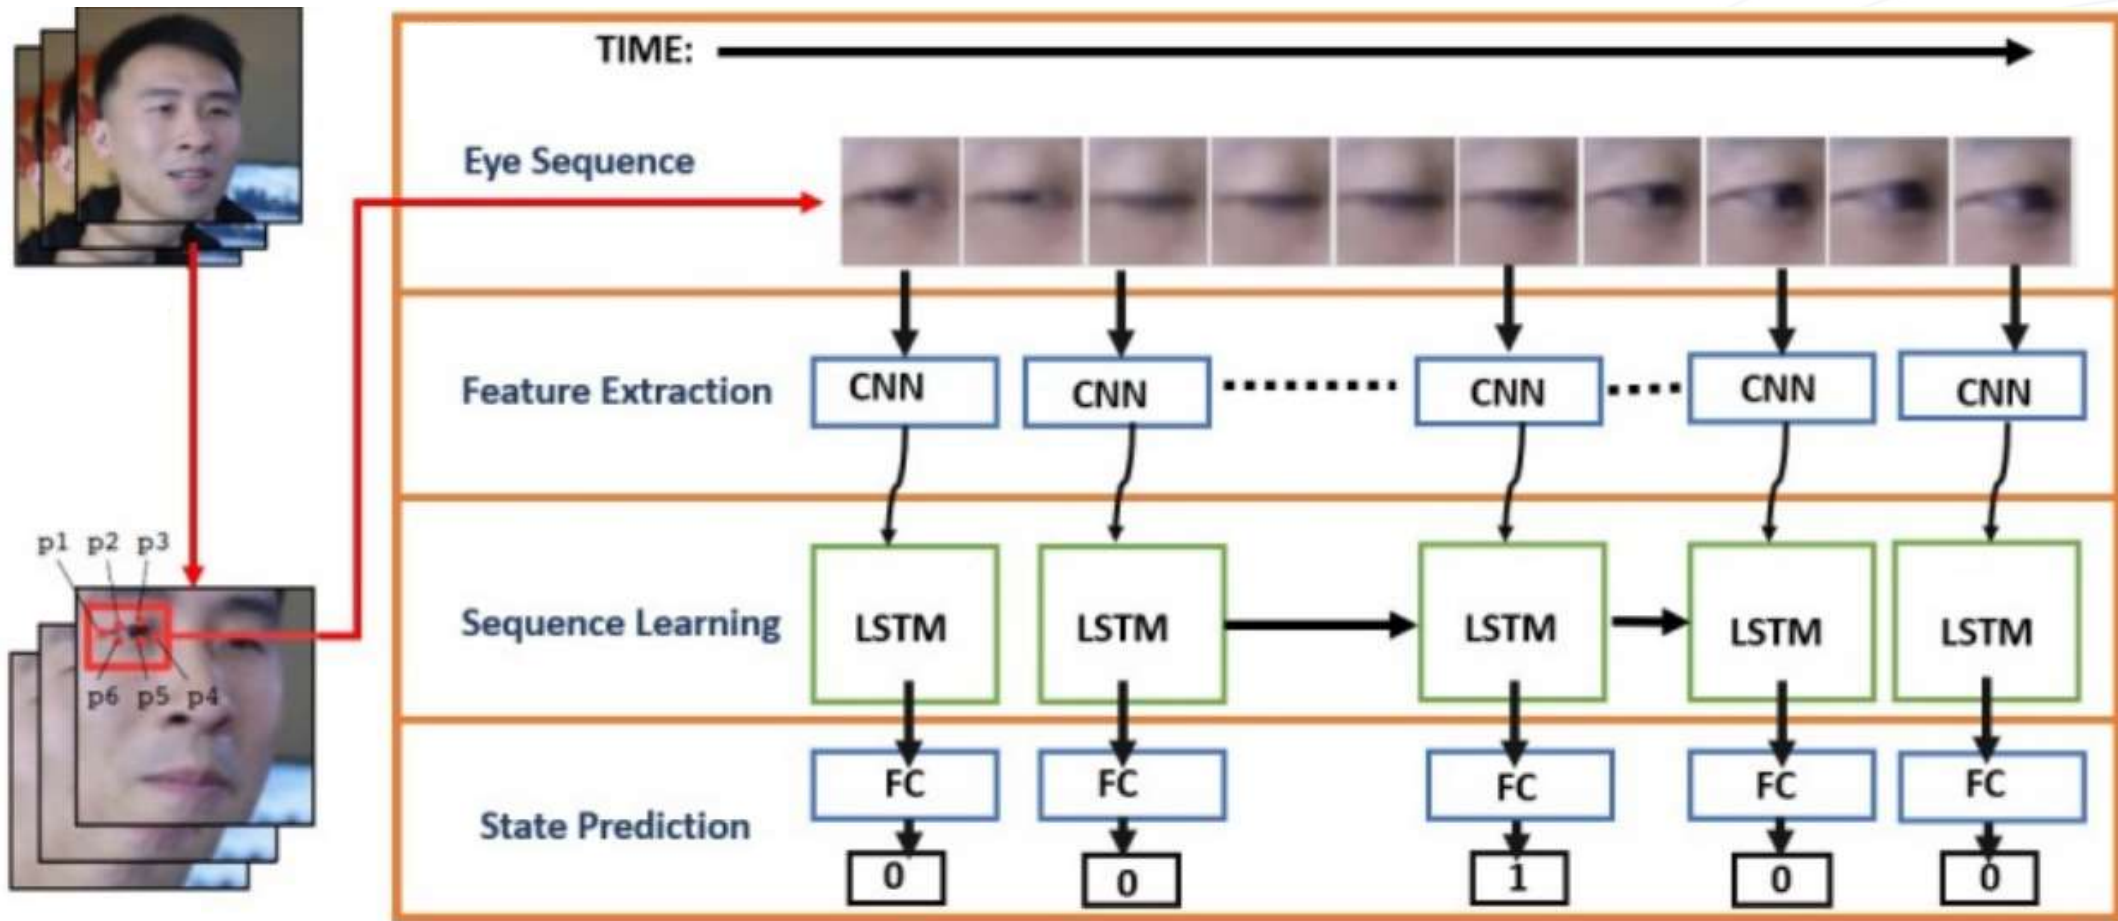 TIME:
Eye Sequence
Feature Extraction
CNN CNN CNN CNN CNN
p1 p2 p3
Sequence Learning
LSTM LSTM LSTM LSTM LSTM
p6 p5 p4
State Prediction
FC FC FC FC FC
0 0 1 0 0